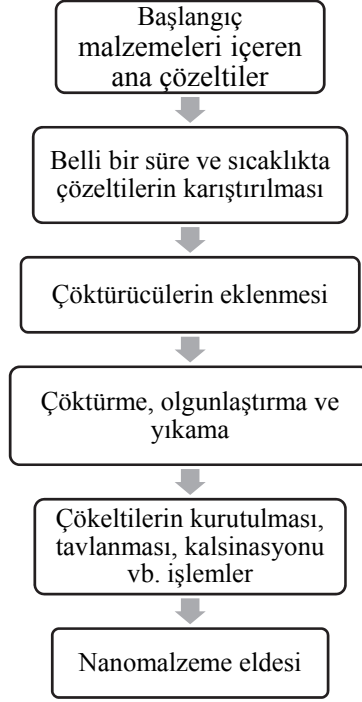 Başlangıç
malzemeleri içeren
ana çözeltiler
Belli bir süre ve sıcaklıkta
çözeltilerin karıştırılması
Çöktürücülerin eklenmesi
Çöktürme, olgunlaştırma ve
yıkama
Çökeltilerin kurutulması,
tavlanması, kalsinasyonu
vb. işlemler
Nanomalzeme eldesi